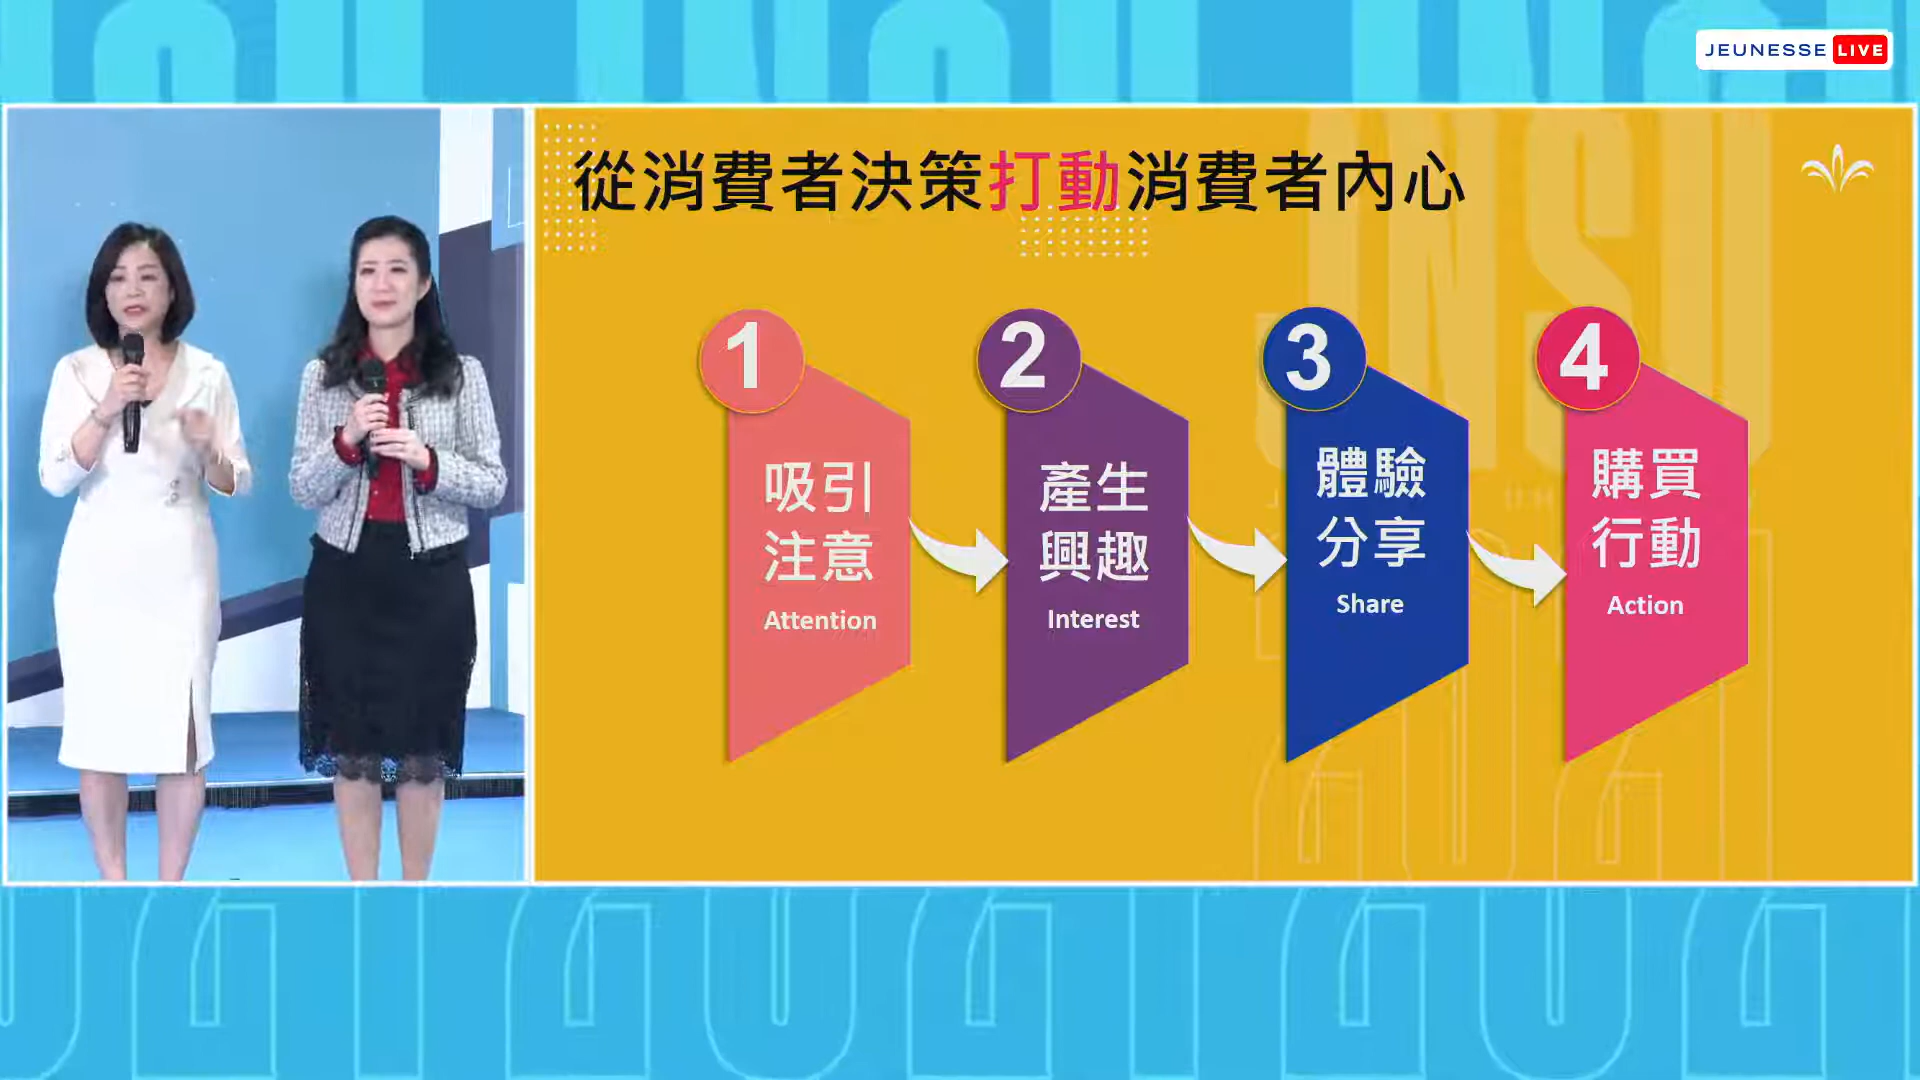 JEUNESSE LIVE
從消費者決策打動消費者內心
1
吸引
注意
Attention
2
產生
興趣
Interest
3
體驗
分享
Share
4
購買
行動
Action